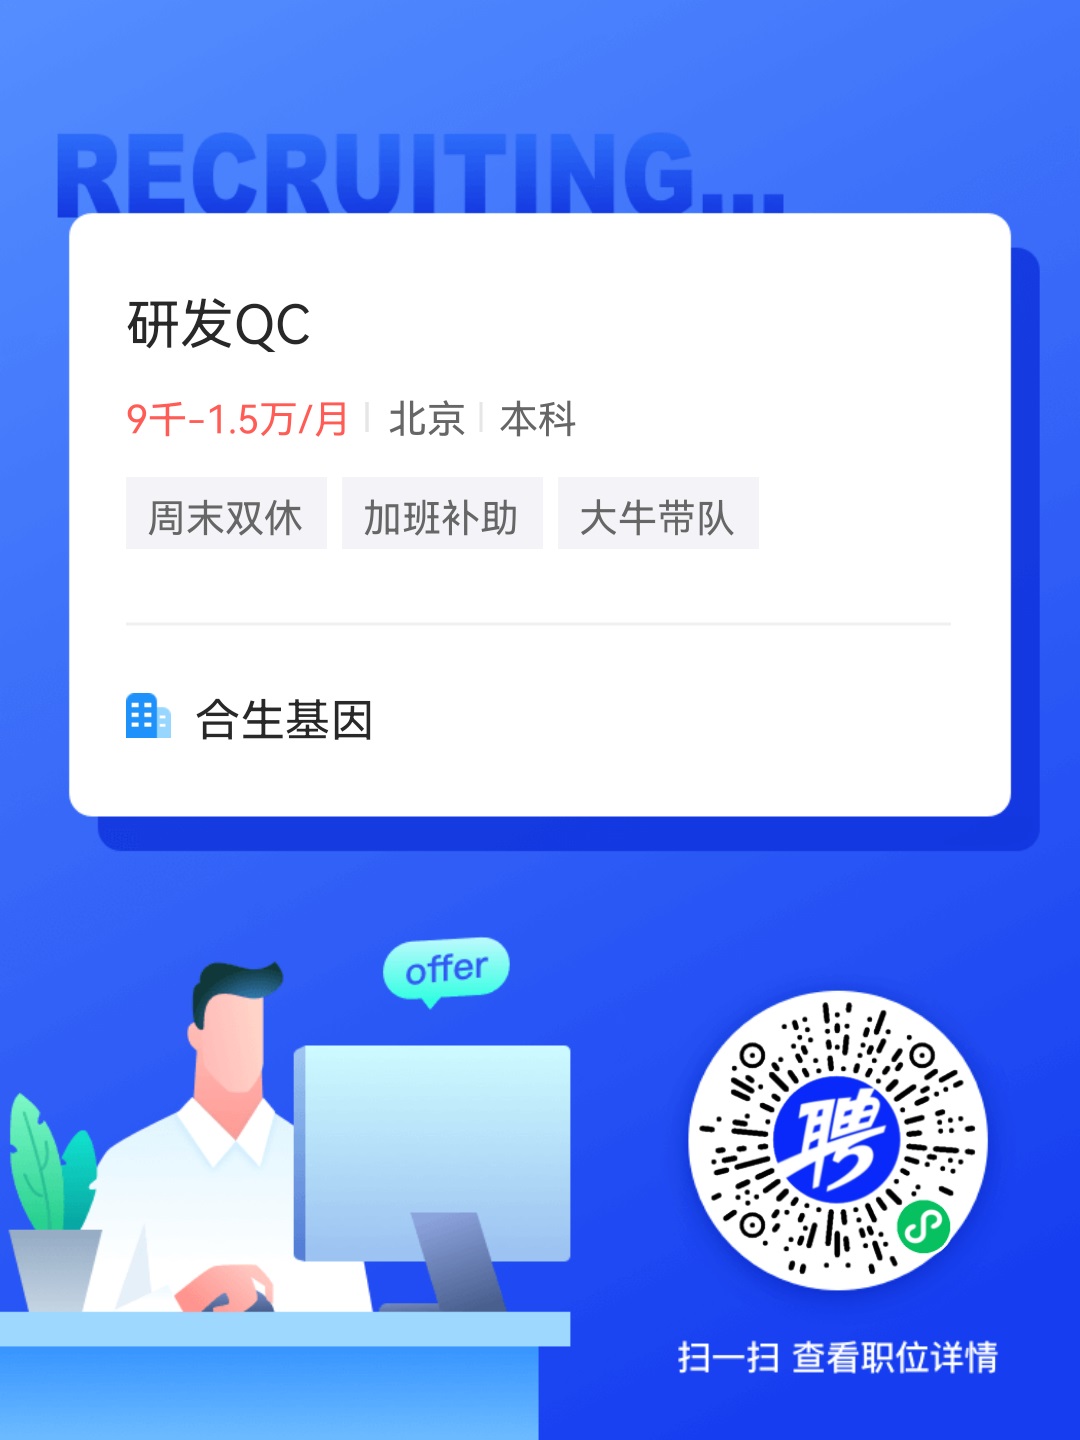 RECRUITING...
研发QC
9千-1.5万/月 北京 本科
周末双休 加班补助 大牛带队
合生基因
offer
聘
扫一扫 查看职位详情